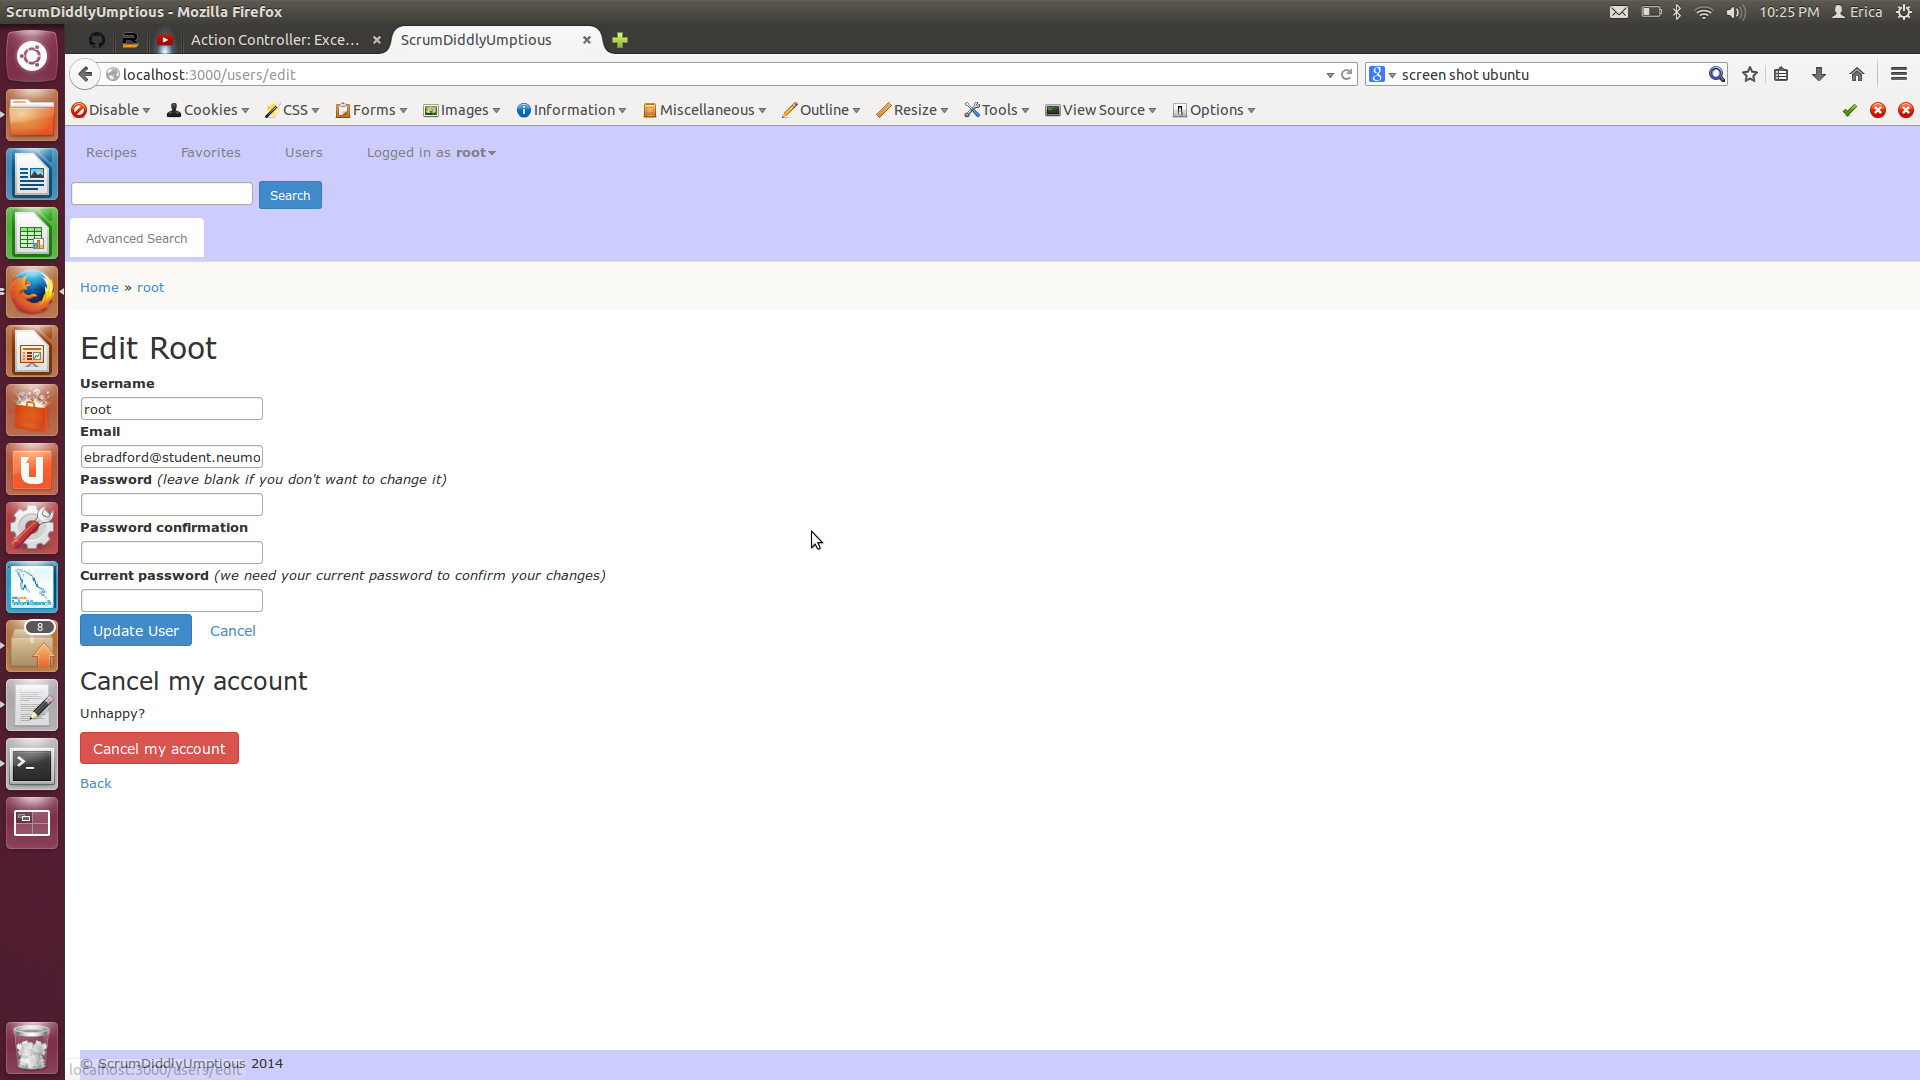 ScrumDiddlyUmptious - Mozilla Firefox
10:25 PM Erica
Action Controller: Exce...
ScrumDiddlyUmptious
localhost:3000/users/edit
screen shot ubuntu
Disable Cookies CSS Forms Images Information Miscellaneous Outline Resize Tools View Source Options
Recipes Favorites Users Logged in as root
Search
Advanced Search
Home » root
Edit Root
Username
root
Email
ebradford@student.neumo
Password (leave blank if you don't want to change it)
Password confirmation
Current password (we need your current password to confirm your changes)
Update User Cancel
8
Cancel my account
Unhappy?
Cancel my account
Back
© ScrumDiddlyUmptious 2014
localhost:3000/users/edit